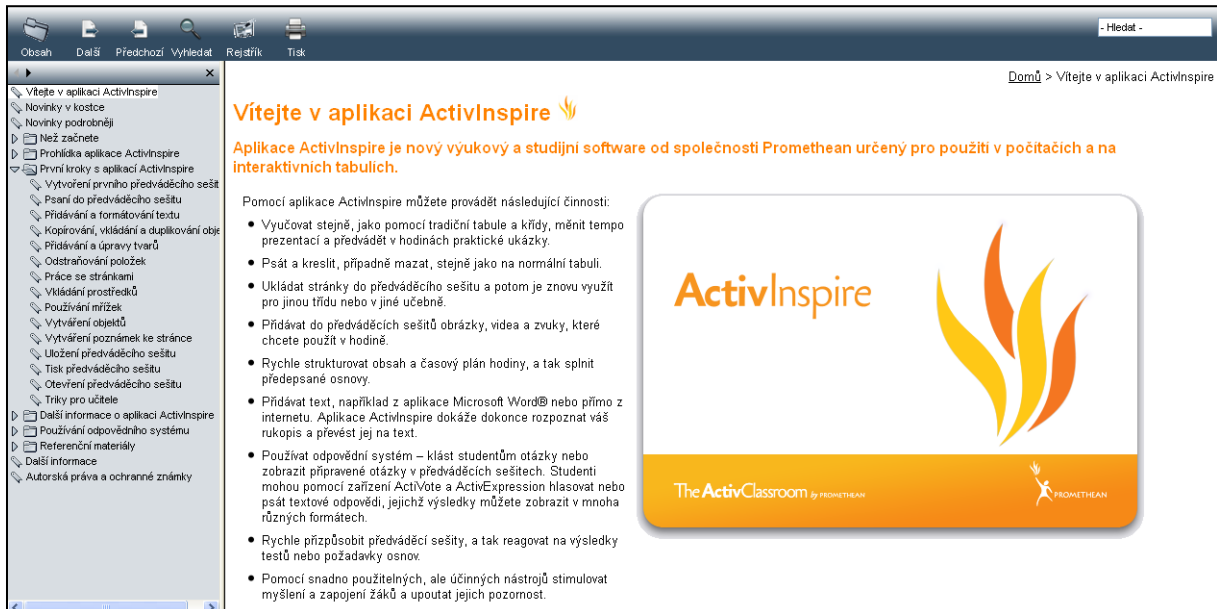 Obsah Další Předchozí Vyhledat Rejstřík Tisk
- Hledat -
Vítejte v aplikaci ActivInspire
Novinky v kostce
Novinky podrobněji
Než začnete
Prohlídka aplikace ActivInspire
První kroky s aplikací ActivInspire
Vytvoření prvního předváděcího sešit
Psaní do předváděcího sešitu
Přidávání a formátování textu
Kopírování, vkládání a duplikování obje
Přidávání a úpravy tvarů
Odstraňování položek
Práce se stránkami
Vkládání prostředků
Používání mřížek
Vytváření objektů
Vytváření poznámek ke stránce
Uložení předváděcího sešitu
Tisk předváděcího sešitu
Otevření předváděcího sešitu
Triky pro učitele
Další informace o aplikaci ActivInspire
Používání odpovědního systému
Referenční materiály
Další informace
Autorská práva a ochranné známky
Domů > Vítejte v aplikaci ActivInspire
Vítejte v aplikaci ActivInspire
Aplikace ActivInspire je nový výukový a studijní software od společnosti Promethean určený pro použití v počítačích a na
interaktivních tabulích.
Pomocí aplikace ActivInspire můžete provádět následující činnosti:
• Vyučovat stejně, jako pomocí tradiční tabule a křídy, měnit tempo
prezentací a předvádět v hodinách praktické ukázky.
• Psát a kreslit, případně mazat, stejně jako na normální tabuli.
• Ukládat stránky do předváděcího sešitu a potom je znovu využít
pro jinou třídu nebo v jiné učebně.
• Přidávat do předváděcích sešitů obrázky, videa a zvuky, které
chcete použít v hodině.
• Rychle strukturovat obsah a časový plán hodiny, a tak splnit
předepsané osnovy.
• Přidávat text, například z aplikace Microsoft Word® nebo přímo z
internetu. Aplikace ActivInspire dokáže dokonce rozpoznat váš
rukopis a převést jej na text.
• Používat odpovědní systém – klást studentům otázky nebo
zobrazit připravené otázky v předváděcích sešitech. Studenti
mohou pomocí zařízení ActiVote a ActivExpression hlasovat nebo
psát textové odpovědi, jejichž výsledky můžete zobrazit v mnoha
různých formátech.
• Rychle přizpůsobit předváděcí sešity, a tak reagovat na výsledky
testů nebo požadavky osnov.
• Pomocí snadno použitelných, ale účinných nástrojů stimulovat
myšlení a zapojení žáků a upoutat jejich pozornost.
ActivInspire
The ActivClassroom by PROMETHEAN
PROMETHEAN